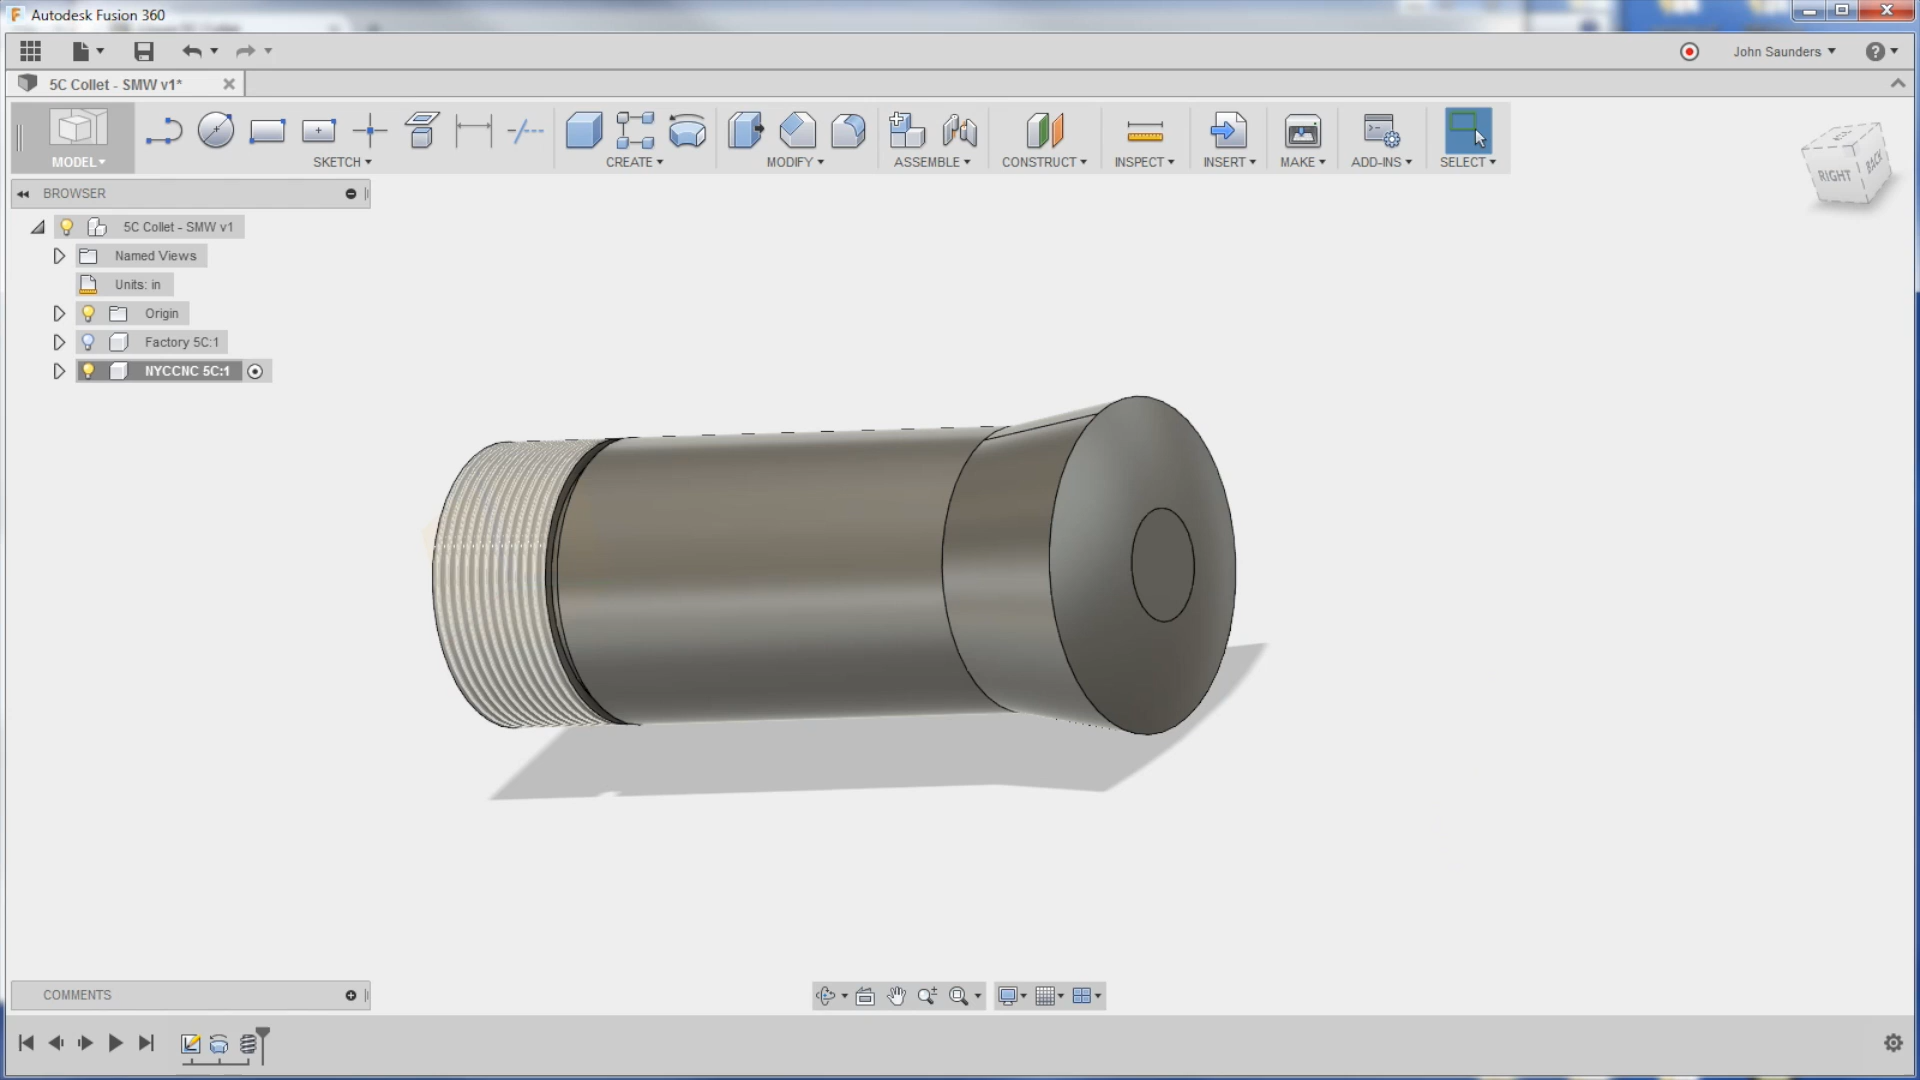 Autodesk Fusion 360
John Saunders
5C Collet - SMW v1*
MODEL
SKETCH
CREATE
MODIFY
ASSEMBLE
CONSTRUCT
INSPECT
INSERT
MAKE
ADD-INS
SELECT
RIGHT
BACK
BROWSER
5C Collet - SMW v1
Named Views
Units: in
Origin
Factory 5C:1
NYCCNC 5C:1
COMMENTS